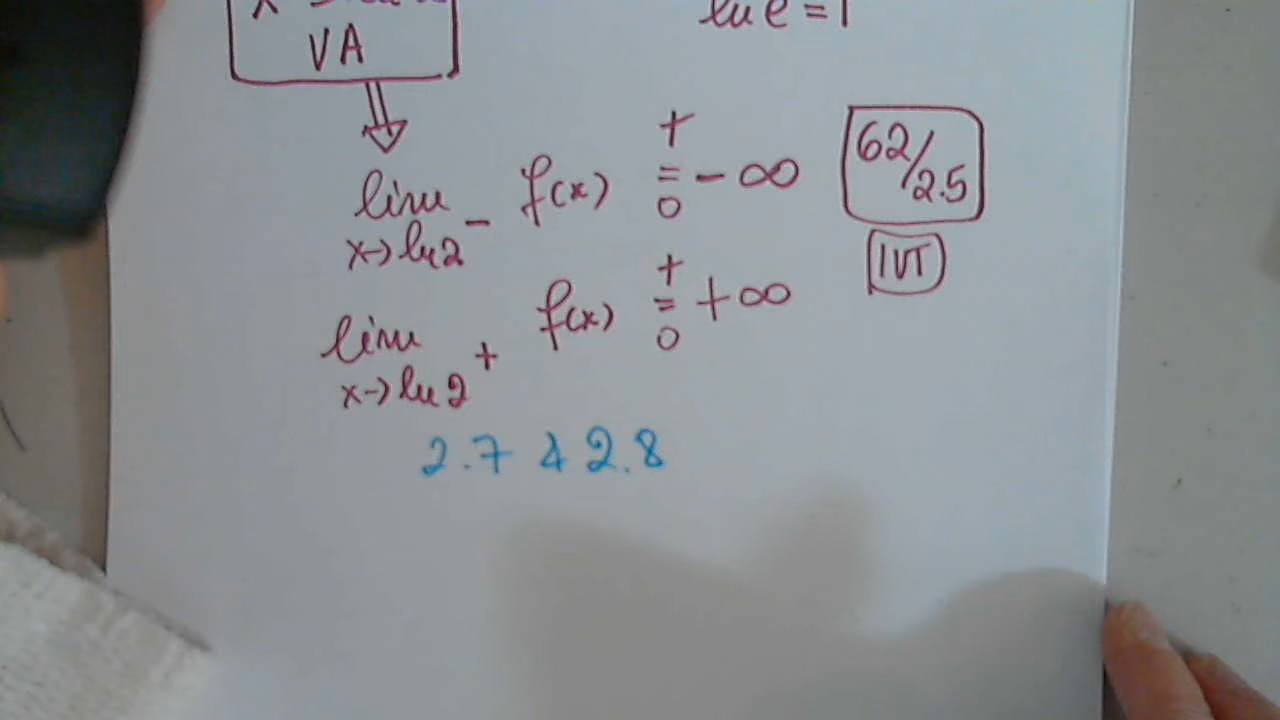 ln e = 1
VA
lim x→ln2⁻ f(x) +/0 = -∞
62/2.5
IVT
lim x→ln2⁺ f(x) +/0 = +∞
2.7 & 2.8